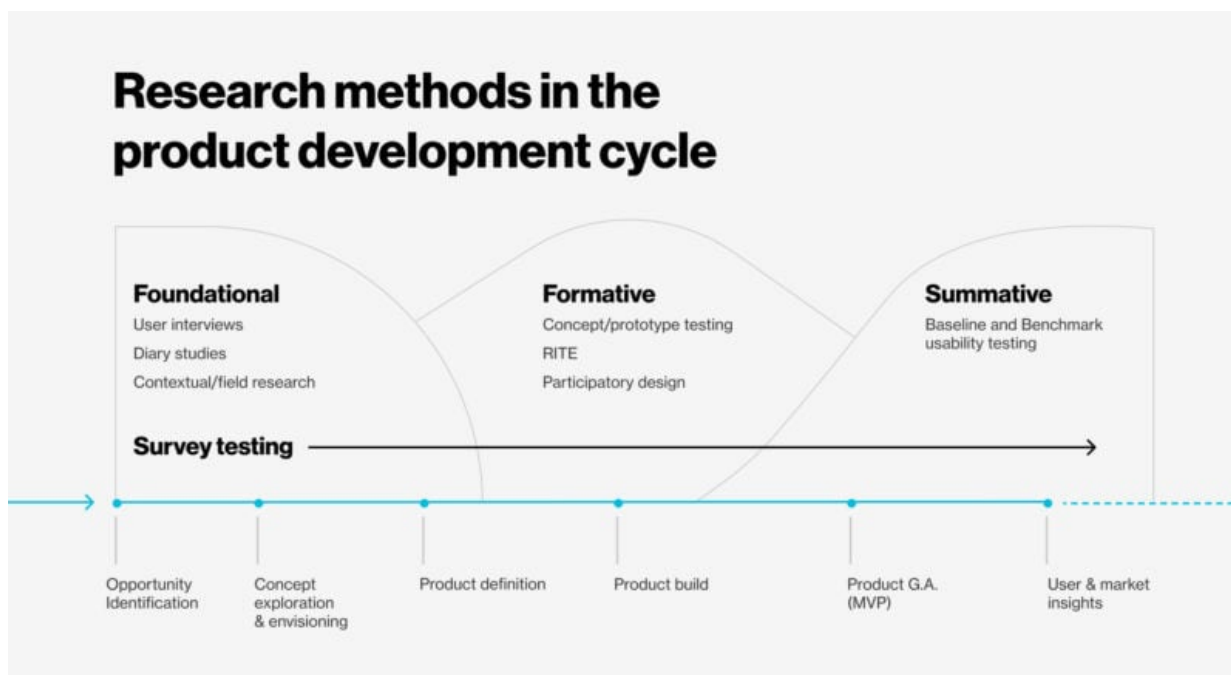 Research methods in the
product development cycle
Foundational
User interviews
Diary studies
Contextual/field research
Formative
Concept/prototype testing
RITE
Participatory design
Summative
Baseline and Benchmark
usability testing
Survey testing
Opportunity
Identification
Concept
exploration
& envisioning
Product definition
Product build
Product G.A.
(MVP)
User & market
insights